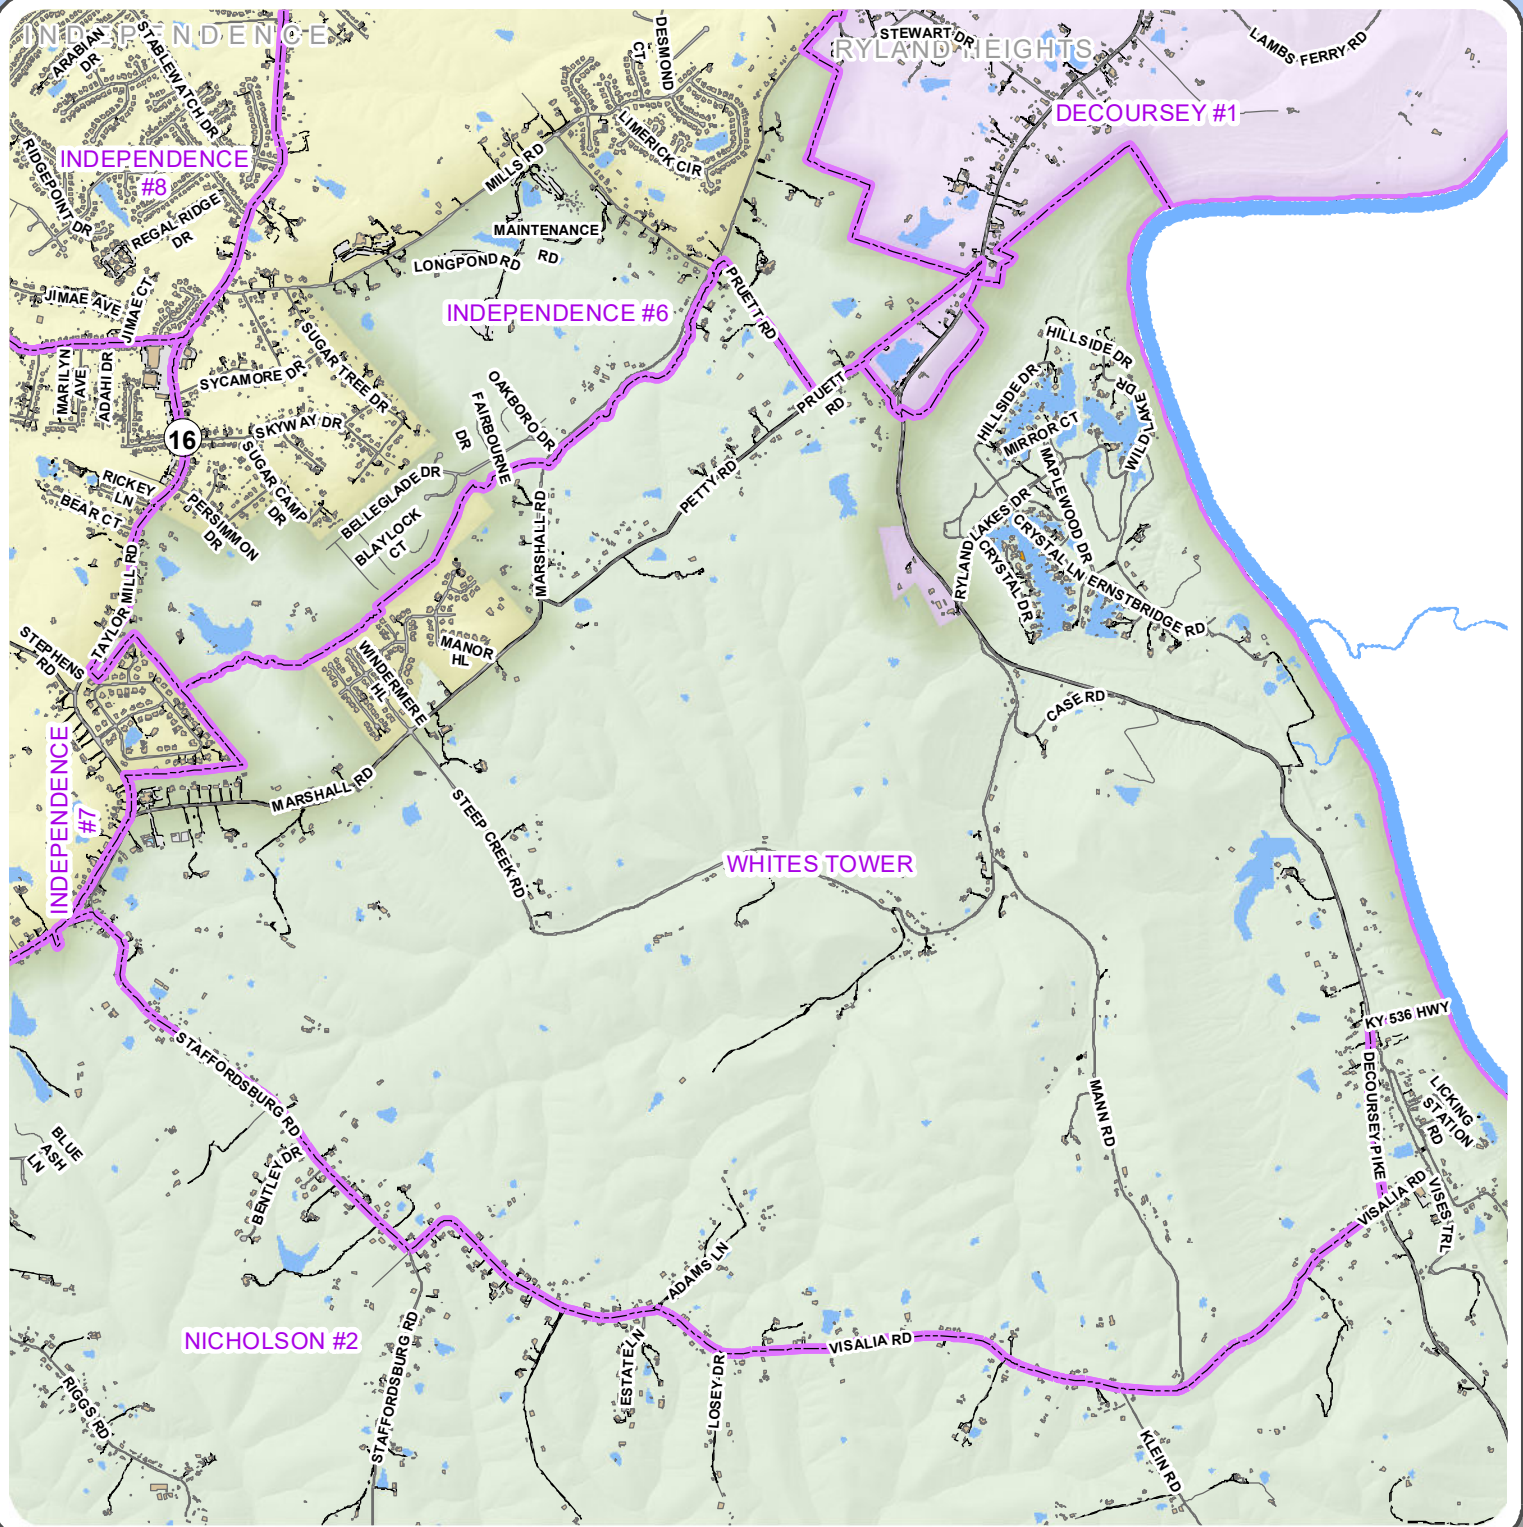 INDEPENDENCE
RYLAND HEIGHTS
STEWART DR
LAMBS FERRY RD
DECOURSEY #1
ARABIAN
DR
STABLEWATCH DR
DESMOND
CT
LIMERICK CIR
MILLS RD
INDEPENDENCE
#8
RIDGEPOINT DR
REGAL RIDGE
DR
MAINTENANCE
RD
LONGPOND RD
INDEPENDENCE #6
PRUETT RD
JIMAE AVE
JIMAE CT
MARILYN
AVE
ADAHI DR
SYCAMORE DR
SUGAR TREE DR
SKYWAY DR
16
SUGAR CAMP
DR
RICKEY
LN
BEAR CT
PERSIMMON
DR
OAKBORO DR
FAIRBOURNE
DR
BELLEGLADE DR
BLAYLOCK
CT
PRUETT
RD
PETTY RD
MARSHALL RD
HILLSIDE DR
HILLSIDE DR
WILD LAKE DR
MIRROR CT
MAPLEWOOD DR
RYLAND LAKES DR
CRYSTAL LN
CRYSTAL DR
ERNSTBRIDGE RD
TAYLOR MILL RD
STEPHENS
RD
MANOR
HL
WINDERMERE
HL
CASE RD
INDEPENDENCE
#7
MARSHALL RD
STEEP CREEK RD
WHITES TOWER
KY 536 HWY
DECOURSEY PIKE
LICKING
STATION
RD
STAFFORDSBURG RD
MANN RD
BLUE
ASH
LN
BENTLEY DR
VISALIA RD
VISES TRL
ADAMS LN
NICHOLSON #2
STAFFORDSBURG RD
ESTATE LN
LOSEY DR
VISALIA RD
RIGGS RD
KLEIN RD